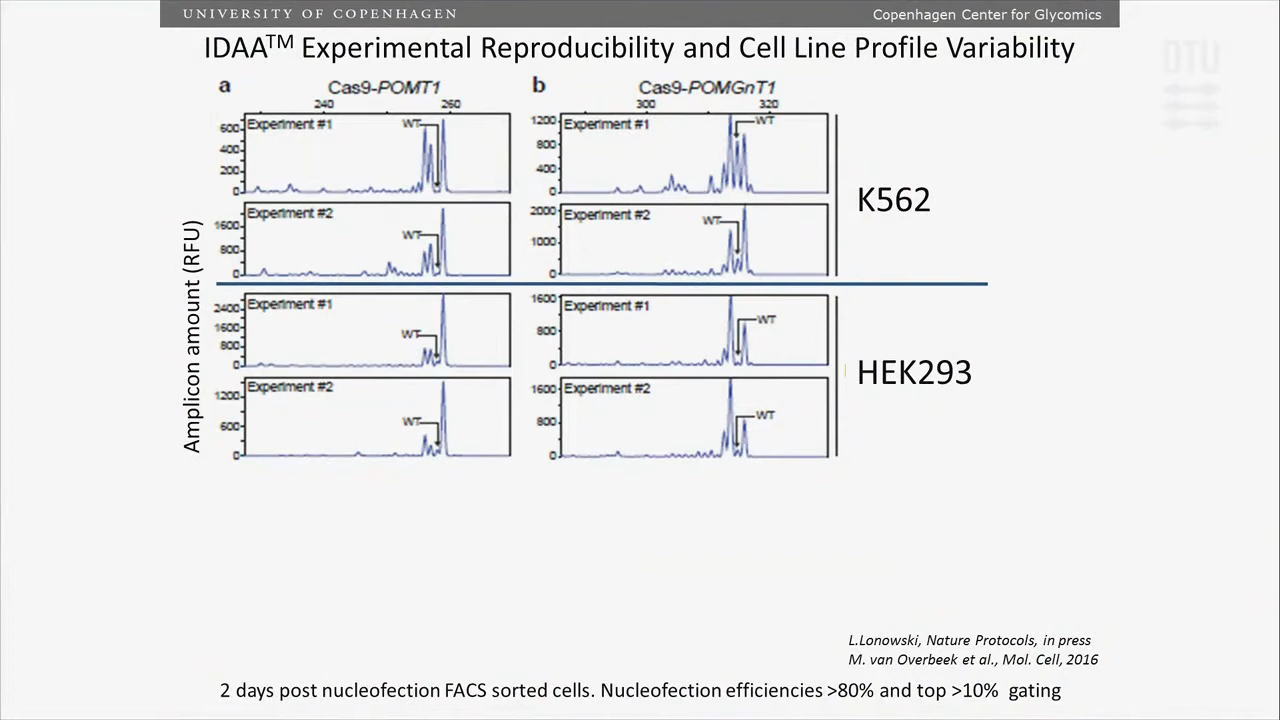 UNIVERSITY OF COPENHAGEN
Copenhagen Center for Glycomics
IDAA™ Experimental Reproducibility and Cell Line Profile Variability
DTU
a
Cas9-POMT1
240 260
b
Cas9-POMGnT1
300 320
Amplicon amount (RFU)
Experiment #1
WT
600
400
200
0
Experiment #1
WT
1200
800
400
0
K562
Experiment #2
WT
1600
800
0
Experiment #2
WT
2000
1000
0
Experiment #1
WT
2400
1600
800
0
Experiment #1
WT
1600
800
0
HEK293
Experiment #2
WT
1200
600
0
Experiment #2
WT
1600
800
0
L.Lonowski, Nature Protocols, in press
M. van Overbeek et al., Mol. Cell, 2016
2 days post nucleofection FACS sorted cells. Nucleofection efficiencies >80% and top >10% gating